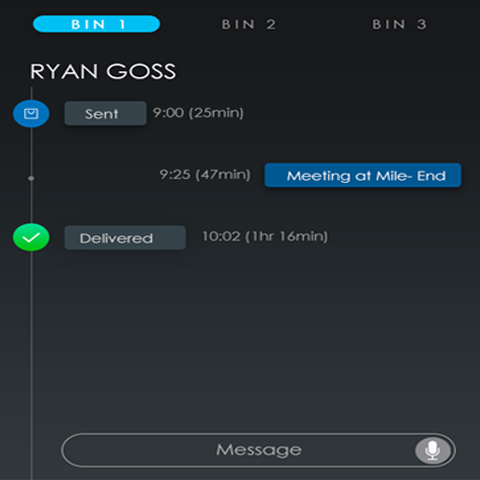 BIN 1 BIN 2 BIN 3
RYAN GOSS
Sent 9:00 (25min)
9:25 (47min) Meeting at Mile- End
Delivered 10:02 (1hr 16min)
Message